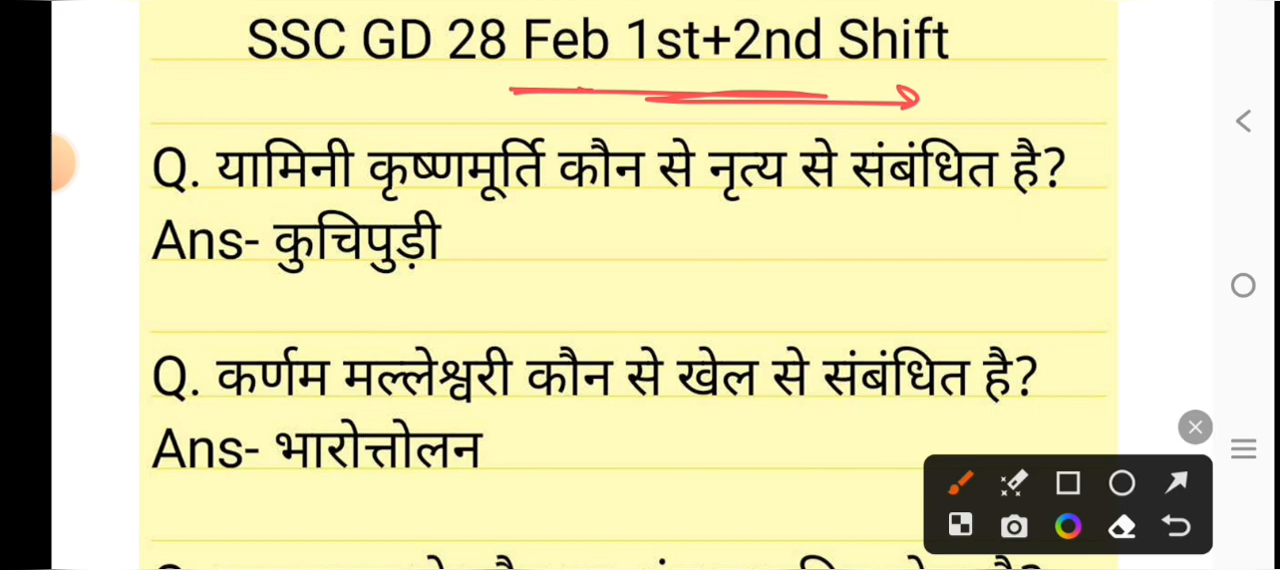 SSC GD 28 Feb 1st+2nd Shift
Q. यामिनी कृष्णमूर्ति कौन से नृत्य से संबंधित है?
Ans- कुचिपुड़ी
Q. कर्णम मल्लेश्वरी कौन से खेल से संबंधित है?
Ans- भारोत्तोलन